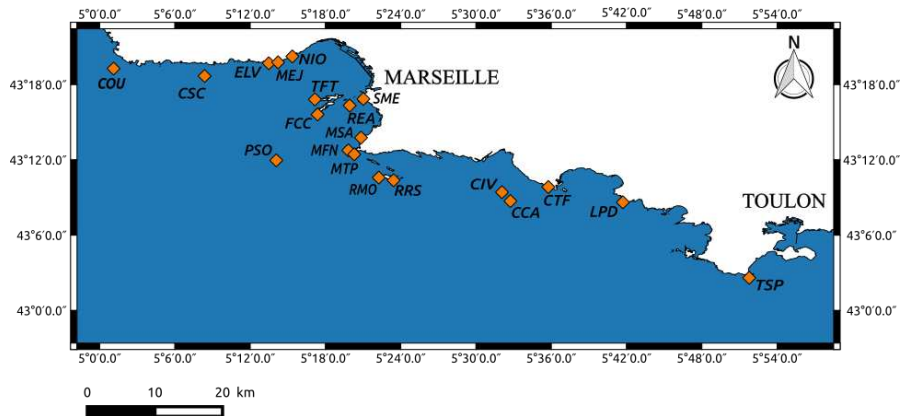 5°0′0.0″ 5°6′0.0″ 5°12′0.0″ 5°18′0.0″ 5°24′0.0″ 5°30′0.0″ 5°36′0.0″ 5°42′0.0″ 5°48′0.0″ 5°54′0.0″
N
COU
CSC
ELV
MEJ
NIO
MARSEILLE
43°18′0.0″ 43°18′0.0″
TFT
SME
FCC
REA
MSA
PSO
MFN
43°12′0.0″ 43°12′0.0″
MTP
RMO
RRS
CIV
CCA
CTF
LPD
TOULON
43°6′0.0″ 43°6′0.0″
TSP
43°0′0.0″ 43°0′0.0″
5°0′0.0″ 5°6′0.0″ 5°12′0.0″ 5°18′0.0″ 5°24′0.0″ 5°30′0.0″ 5°36′0.0″ 5°42′0.0″ 5°48′0.0″ 5°54′0.0″
0 10 20 km